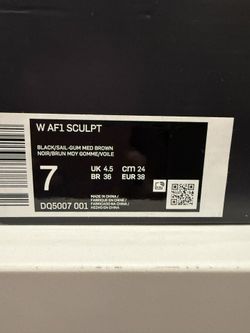 W AF1 SCULPT
BLACK/SAIL-GUM MED BROWN
NOIR/BRUN MOY GOMME/VOILE
7
UK 4.5 cm 24
BR 36 EUR 38
MADE IN CHINA/
FABRIQUÉ EN CHINE/
FABRICADO EN CHINA/
HECHO EN CHINA
DQ5007 001